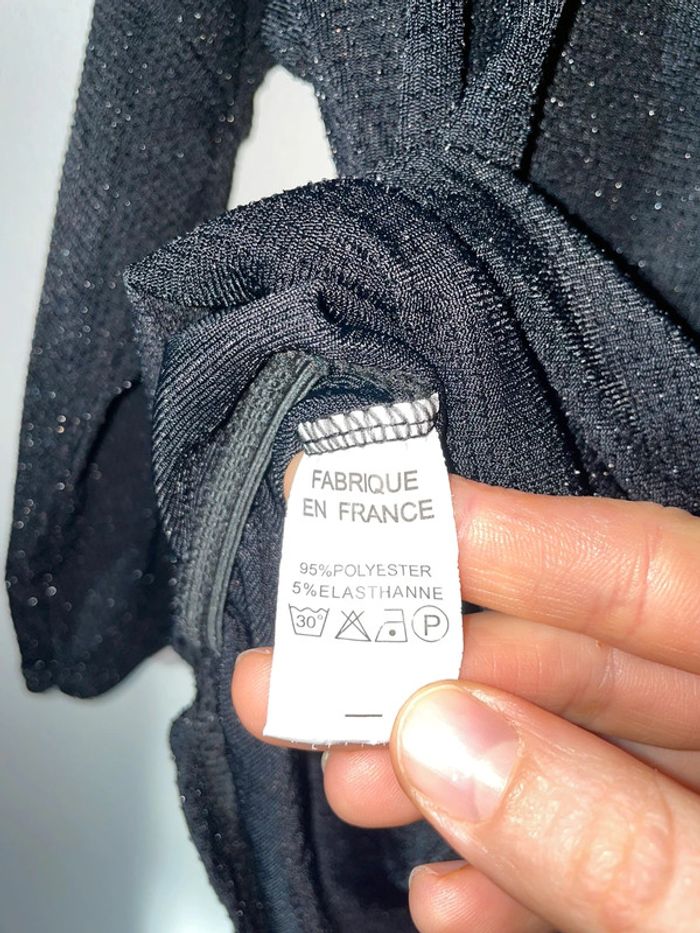 FABRIQUE
EN FRANCE
95%POLYESTER
5%ELASTHANNE
30° P